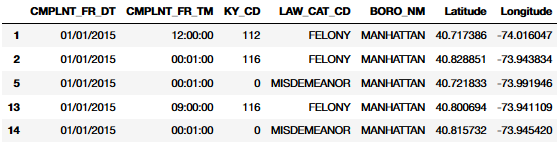 CMPLNT_FR_DT CMPLNT_FR_TM KY_CD LAW_CAT_CD BORO_NM Latitude Longitude
1 01/01/2015 12:00:00 112 FELONY MANHATTAN 40.717386 -74.016047
2 01/01/2015 00:01:00 116 FELONY MANHATTAN 40.828851 -73.943834
5 01/01/2015 00:01:00 0 MISDEMEANOR MANHATTAN 40.721833 -73.991946
13 01/01/2015 09:00:00 116 FELONY MANHATTAN 40.800694 -73.941109
14 01/01/2015 00:01:00 0 MISDEMEANOR MANHATTAN 40.815732 -73.945420